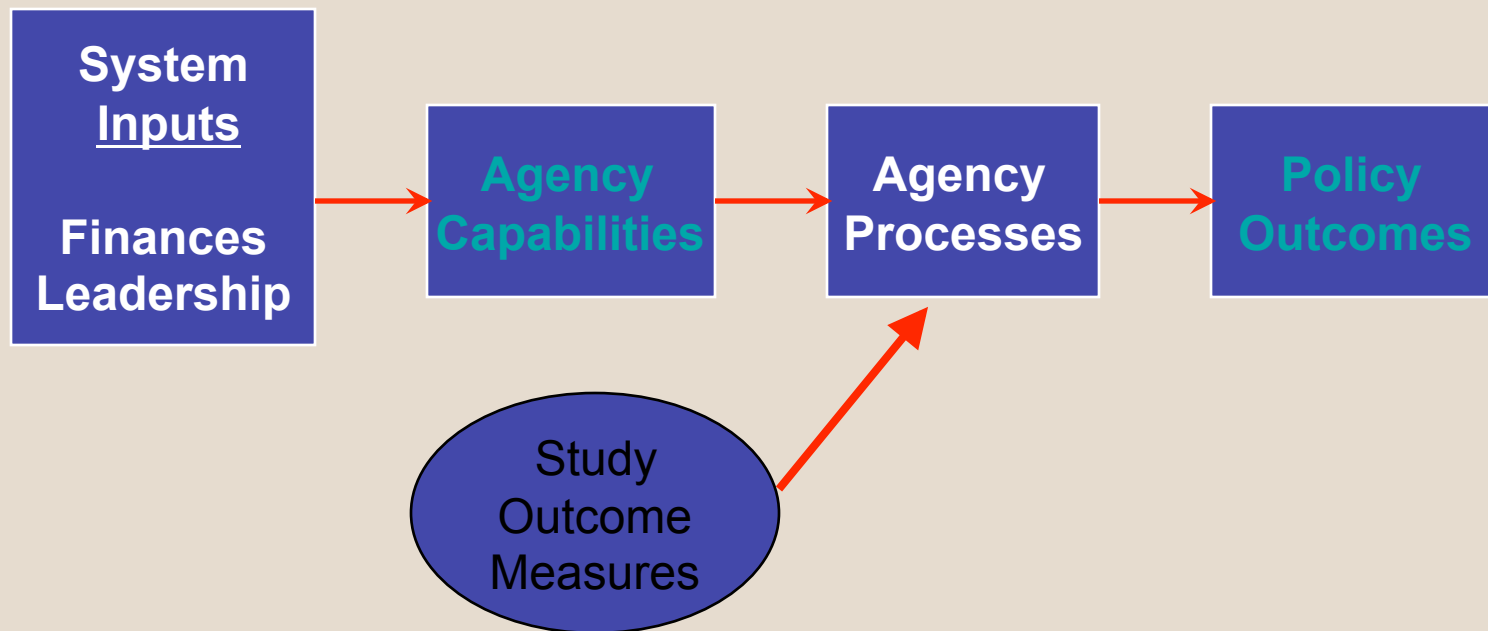 System
Inputs
Finances
Leadership
Agency
Capabilities
Agency
Processes
Policy
Outcomes
Study
Outcome
Measures